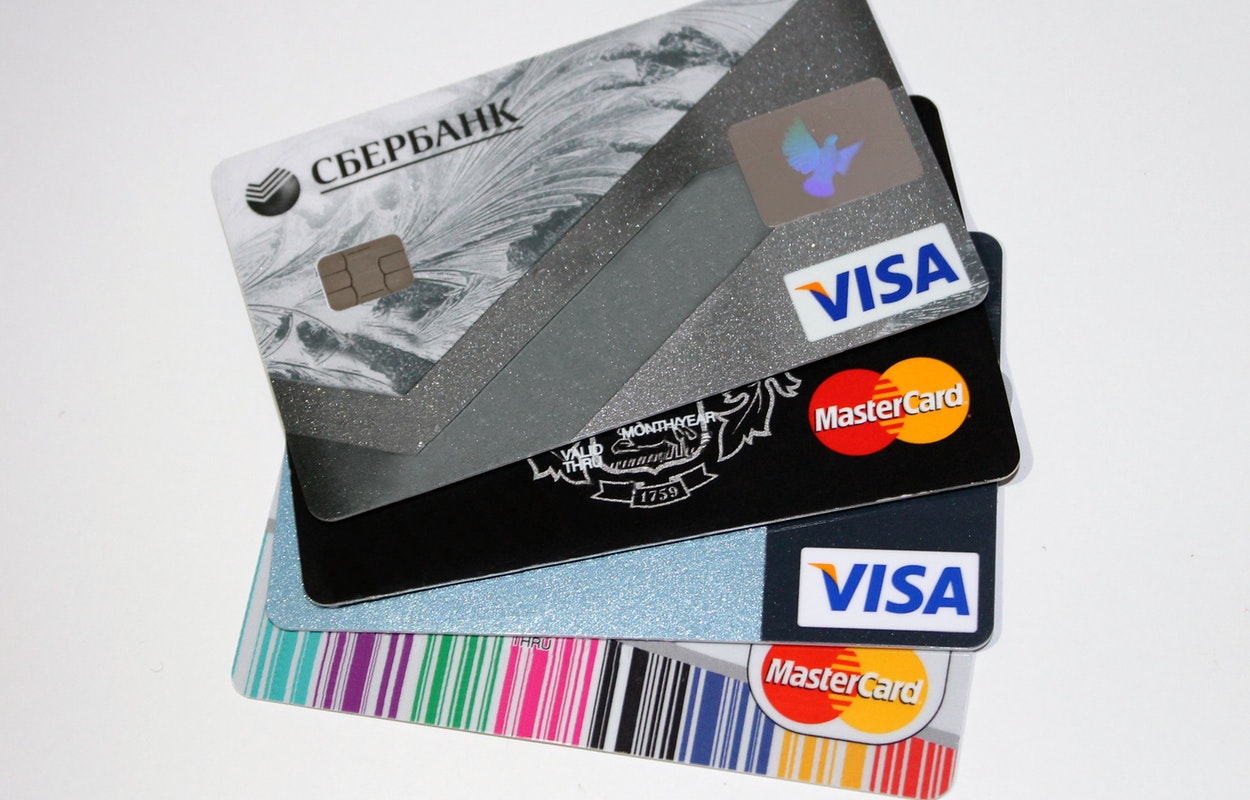 СБЕРБАНК
VISA
MasterCard
MONTH/YEAR
VALID
THRU
1759
VISA
THRU
MasterCard